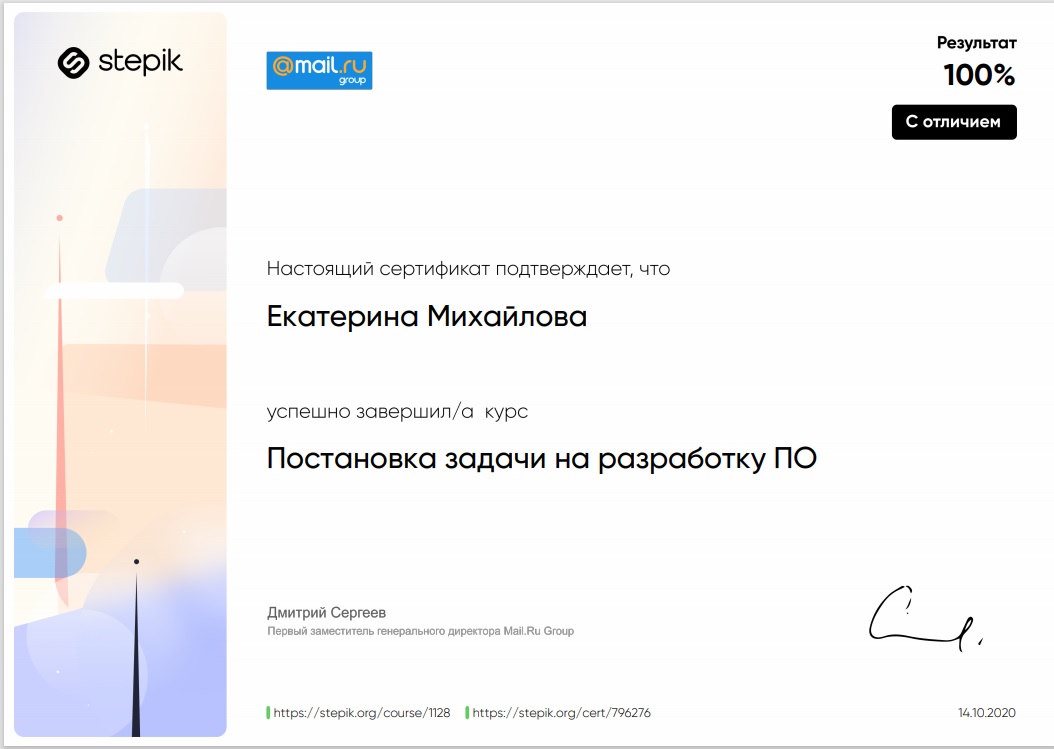 stepik
@mail.ru
group
Результат
100%
С отличием
Настоящий сертификат подтверждает, что
Екатерина Михайлова
успешно завершил/а курс
Постановка задачи на разработку ПО
Дмитрий Сергеев
Первый заместитель генерального директора Mail.Ru Group
https://stepik.org/course/1128 https://stepik.org/cert/796276
14.10.2020